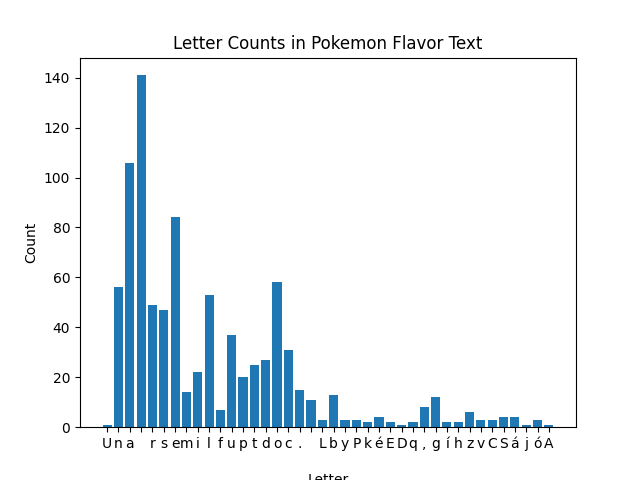 Letter Counts in Pokemon Flavor Text
140
120
100
80
60
40
20
0
Count
U n a r s e m i l f u p t d o c . L b y P k é E D q , g í h z v C S á j ó A
Letter